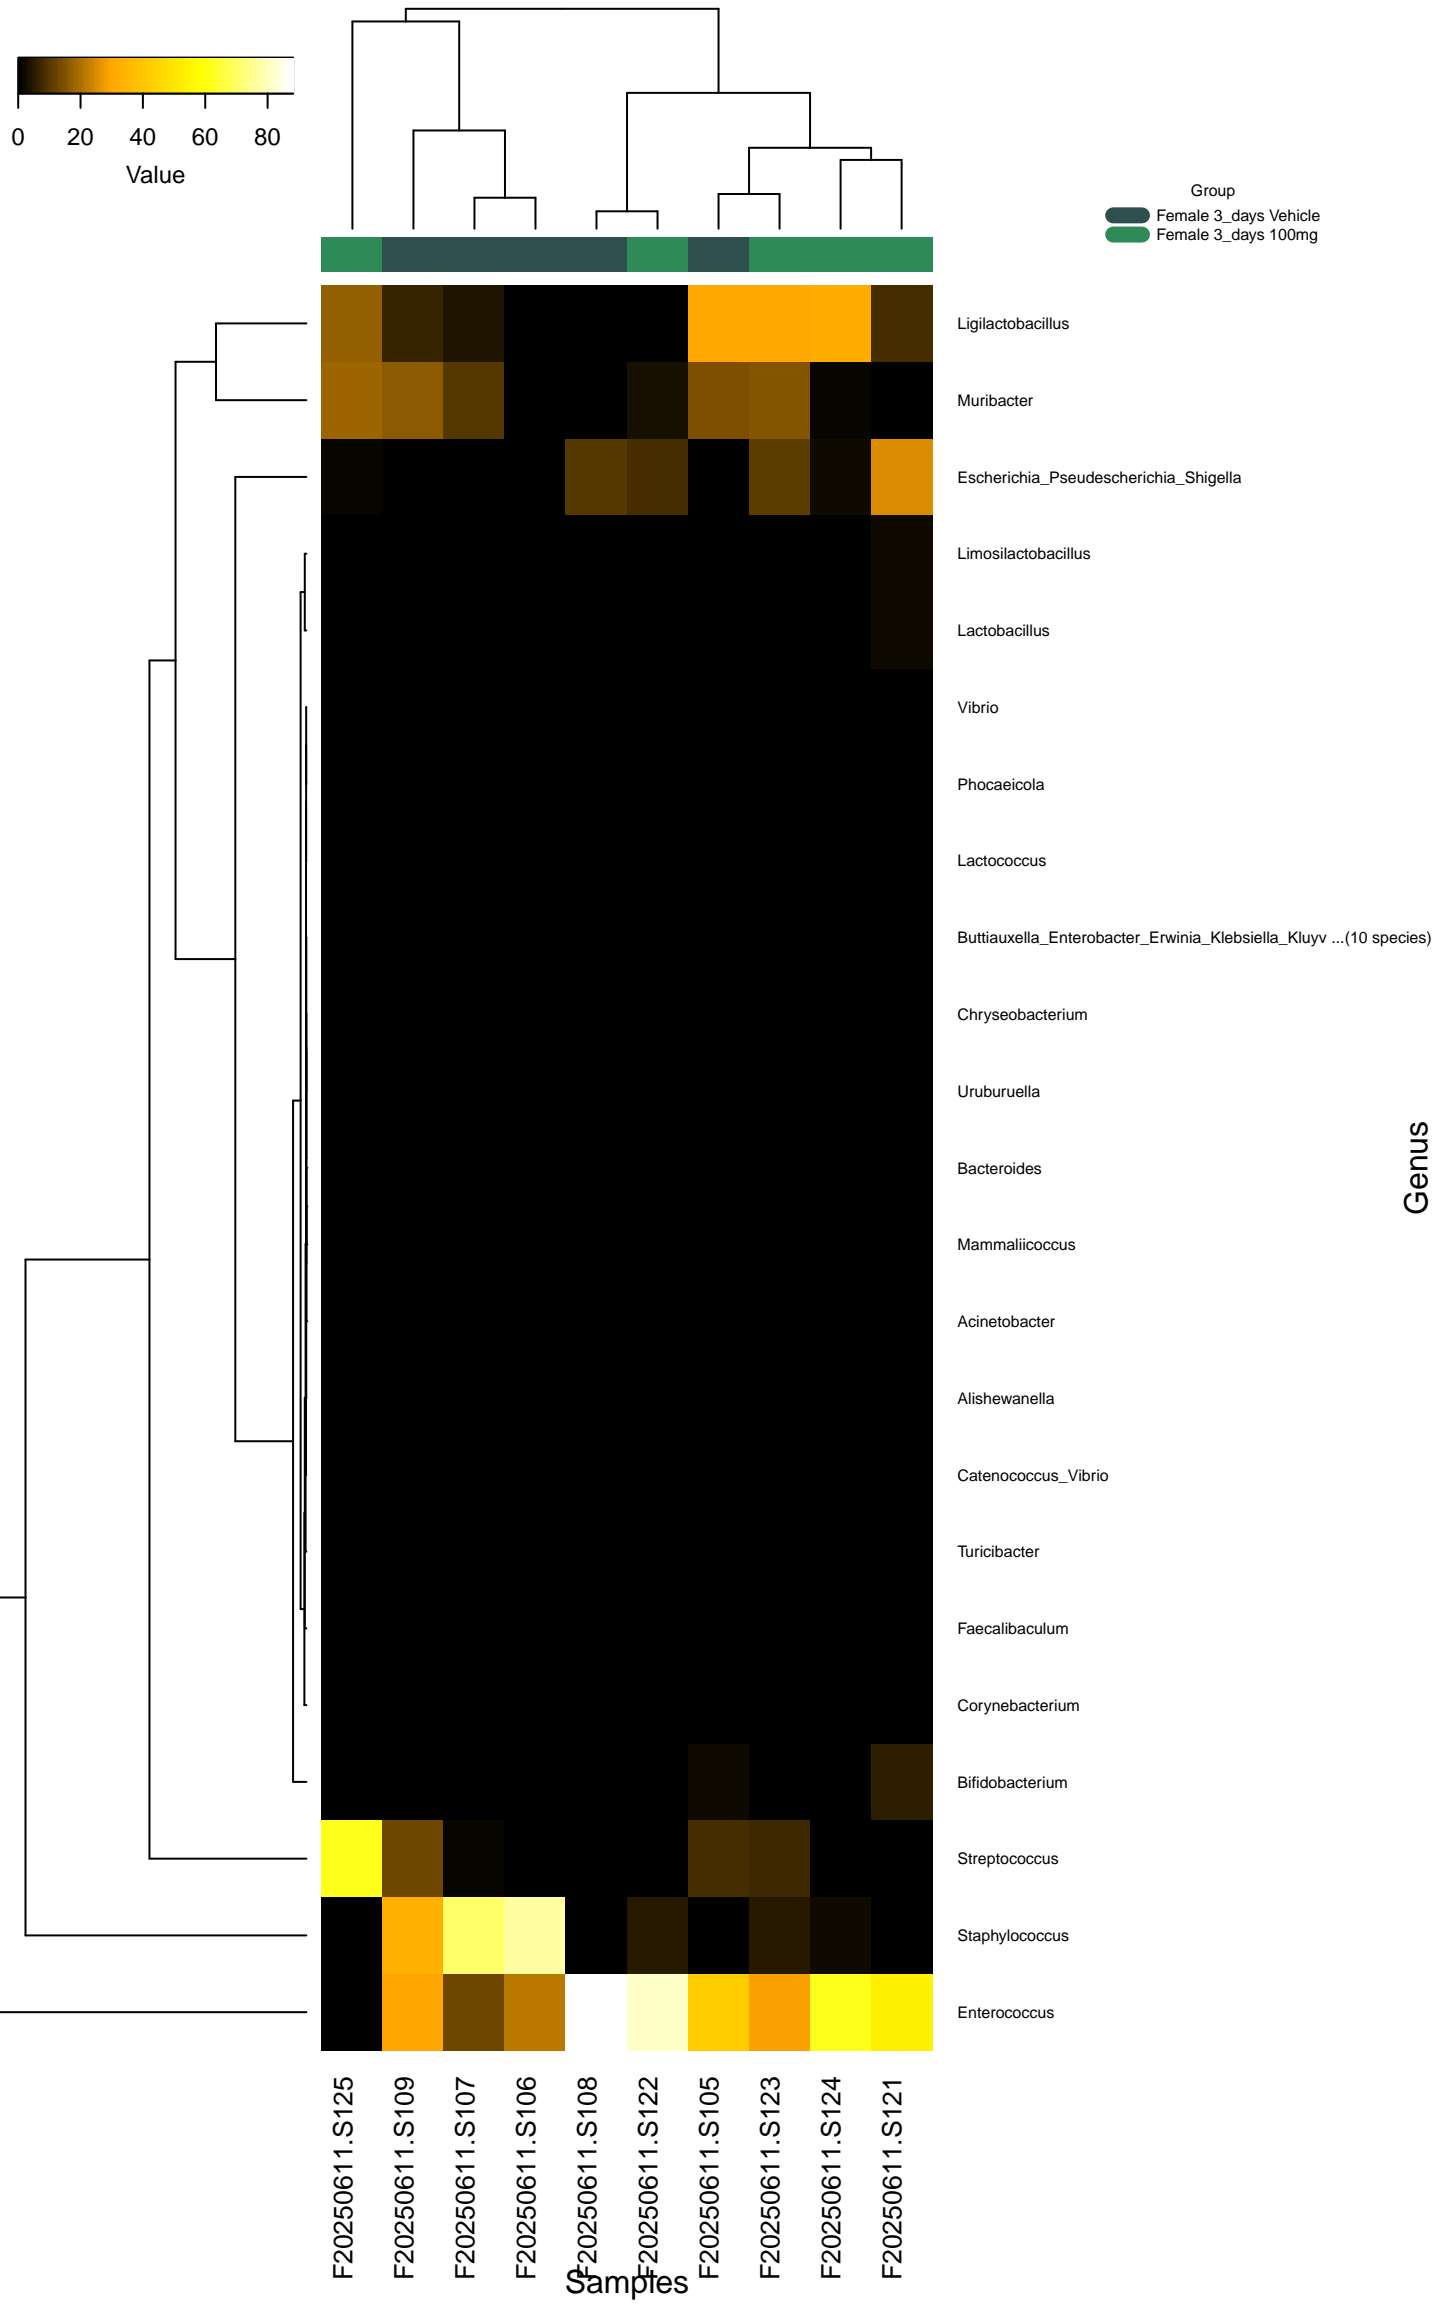 0 20 40 60 80
Value
Group
Female 3_days Vehicle
Female 3_days 100mg
Ligilactobacillus
Muribacter
Escherichia_Pseudescherichia_Shigella
Limosilactobacillus
Lactobacillus
Vibrio
Phocaeicola
Lactococcus
Buttiauxella_Enterobacter_Erwinia_Klebsiella_Kluyv ...(10 species)
Chryseobacterium
Uruburuella
Bacteroides
Mammaliicoccus
Acinetobacter
Alishewanella
Catenococcus_Vibrio
Turicibacter
Faecalibaculum
Corynebacterium
Bifidobacterium
Streptococcus
Staphylococcus
Enterococcus
Genus
F20250611.S125
F20250611.S109
F20250611.S107
F20250611.S106
F20250611.S108
F20250611.S122
F20250611.S105
F20250611.S123
F20250611.S124
F20250611.S121
Samples